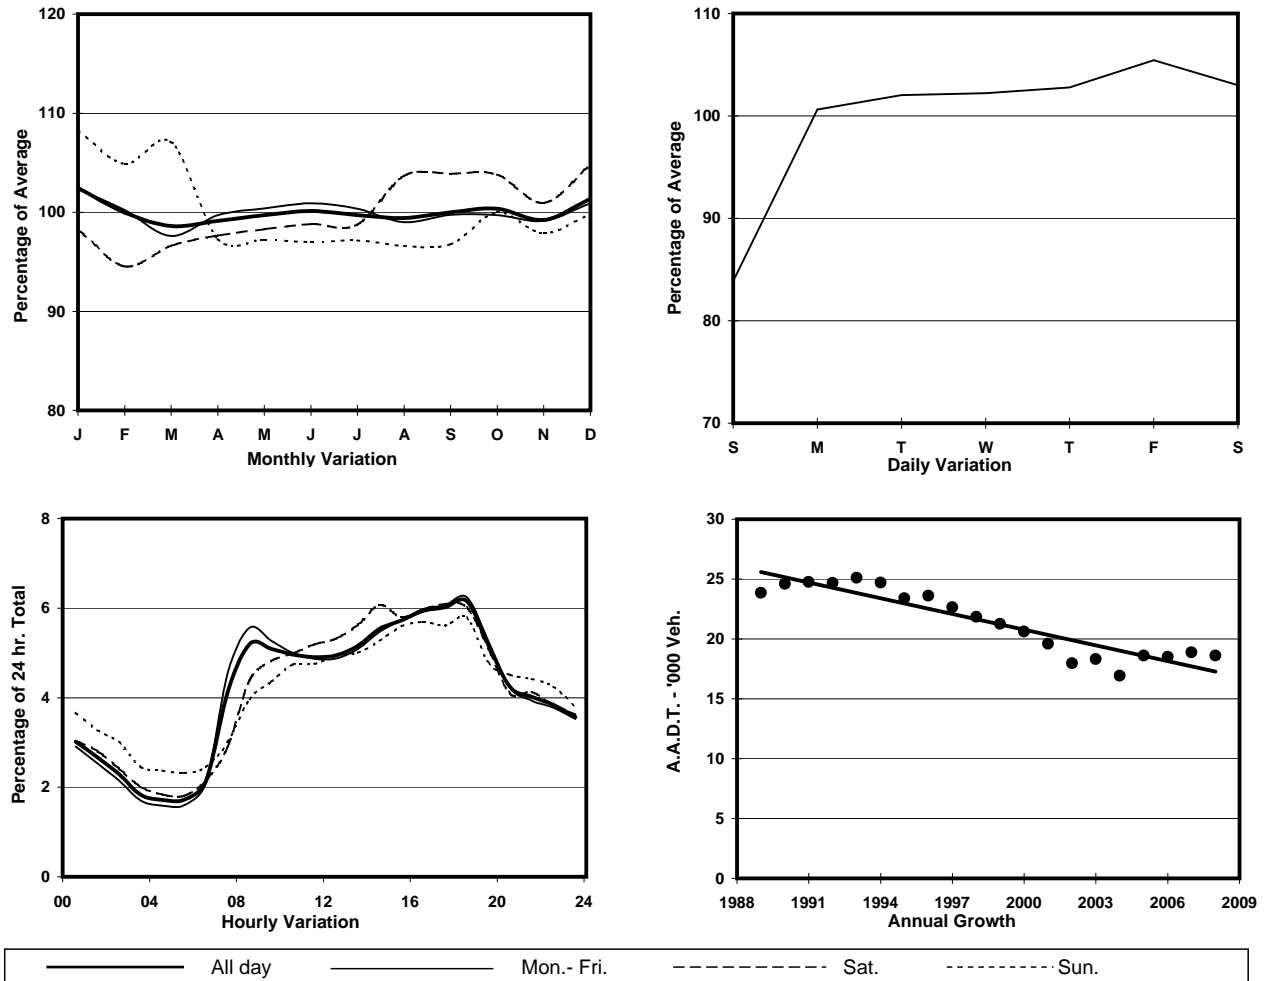 120
110
100
90
80
Percentage of Average
J F M A M J J A S O N D
Monthly Variation
110
100
90
80
70
Percentage of Average
S M T W T F S
Daily Variation
8
6
4
2
0
Percentage of 24 hr. Total
00 04 08 12 16 20 24
Hourly Variation
30
25
20
15
10
5
0
A.A.D.T. - '000 Veh.
1988 1991 1994 1997 2000 2003 2006 2009
Annual Growth
All day Mon.- Fri. Sat. Sun.